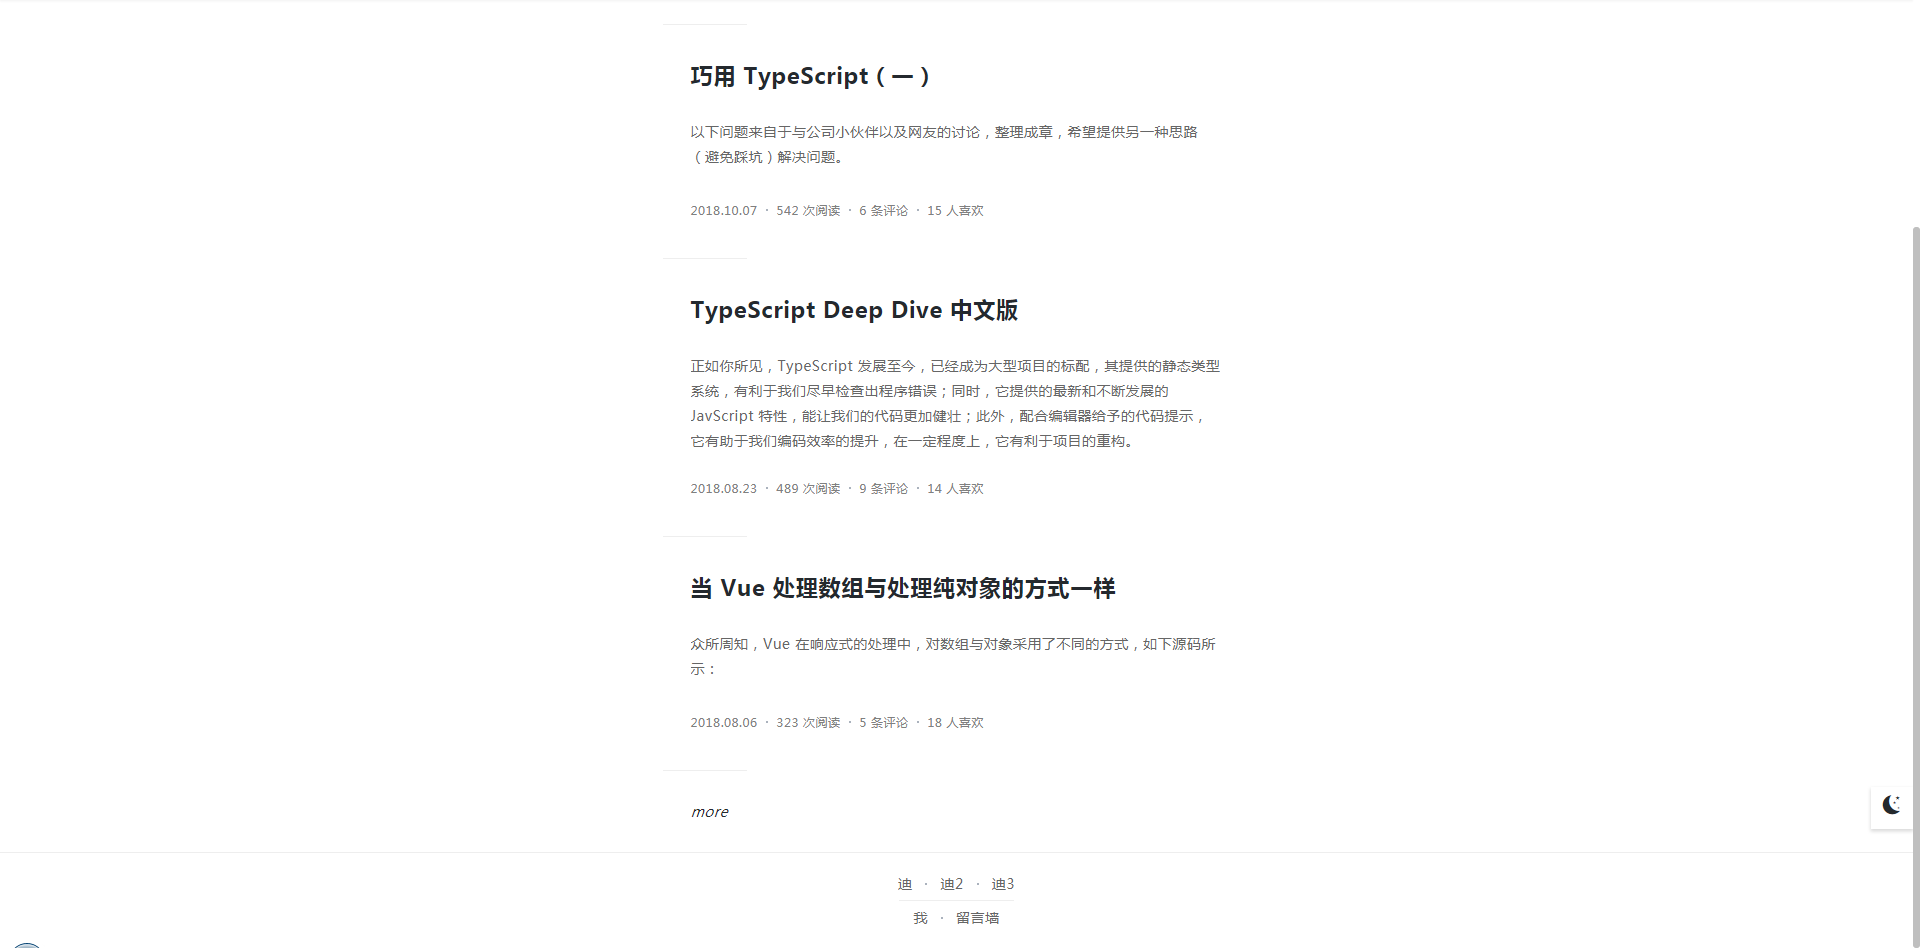 巧用 TypeScript（一）
以下问题来自于与公司小伙伴以及网友的讨论，整理成章，希望提供另一种思路
（避免踩坑）解决问题。
2018.10.07 · 542 次阅读 · 6 条评论 · 15 人喜欢
TypeScript Deep Dive 中文版
正如你所见，TypeScript 发展至今，已经成为大型项目的标配，其提供的静态类型
系统，有利于我们尽早检查出程序错误；同时，它提供的最新和不断发展的
JavScript 特性，能让我们的代码更加健壮；此外，配合编辑器给予的代码提示，
它有助于我们编码效率的提升，在一定程度上，它有利于项目的重构。
2018.08.23 · 489 次阅读 · 9 条评论 · 14 人喜欢
当 Vue 处理数组与处理纯对象的方式一样
众所周知，Vue 在响应式的处理中，对数组与对象采用了不同的方式，如下源码所
示：
2018.08.06 · 323 次阅读 · 5 条评论 · 18 人喜欢
more
迪 · 迪2 · 迪3
我 · 留言墙